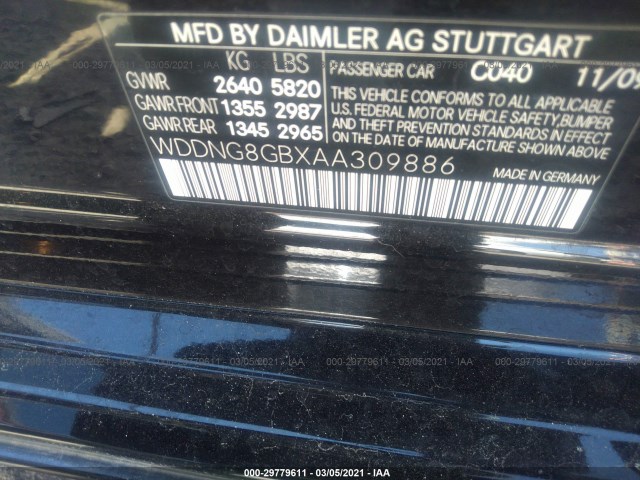 MFD BY DAIMLER AG STUTTGART
KG LBS
GVWR 2640 5820
GAWR.FRONT 1355 2987
GAWR.REAR 1345 2965
PASSENGER CAR C040 11/09
THIS VEHICLE CONFORMS TO ALL APPLICABLE
U.S. FEDERAL MOTOR VEHICLE SAFETY,BUMPER
AND THEFT PREVENTION STANDARDS IN EFFECT
ON THE DATE OF MANUFACTURE SHOWN ABOVE.
WDDNG8GBXAA309886
MADE IN GERMANY
000-29779611 - 03/05/2021 - IAA